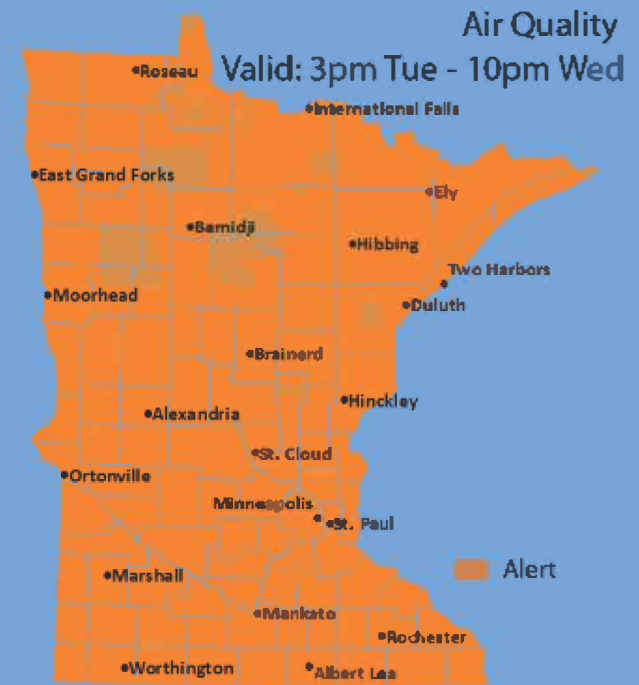 Air Quality
Valid: 3pm Tue - 10pm Wed
Roseau
International Falls
East Grand Forks
Ely
Bemidji
Hibbing
Two Harbors
Moorhead
Duluth
Brainerd
Hinckley
Alexandria
St. Cloud
Ortonville
Minneapolis
St. Paul
Alert
Marshall
Mankato
Rochester
Worthington
Albert Lea